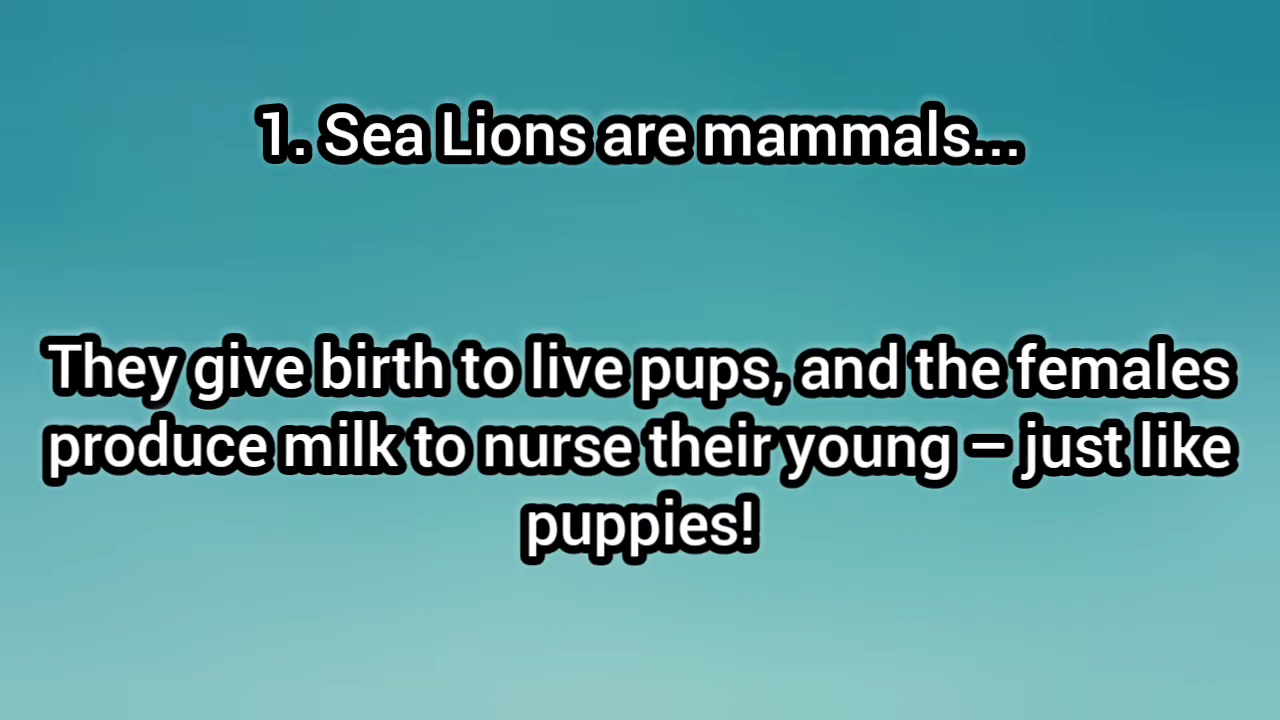 1. Sea Lions are mammals...
They give birth to live pups, and the females
produce milk to nurse their young – just like
puppies!